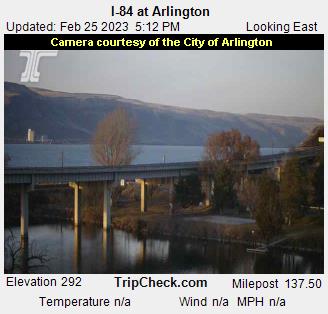 I-84 at Arlington
Updated: Feb 25 2023 5:12 PM Looking East
Camera courtesy of the City of Arlington
Elevation 292 TripCheck.com Milepost 137.50
Temperature n/a Wind n/a MPH n/a